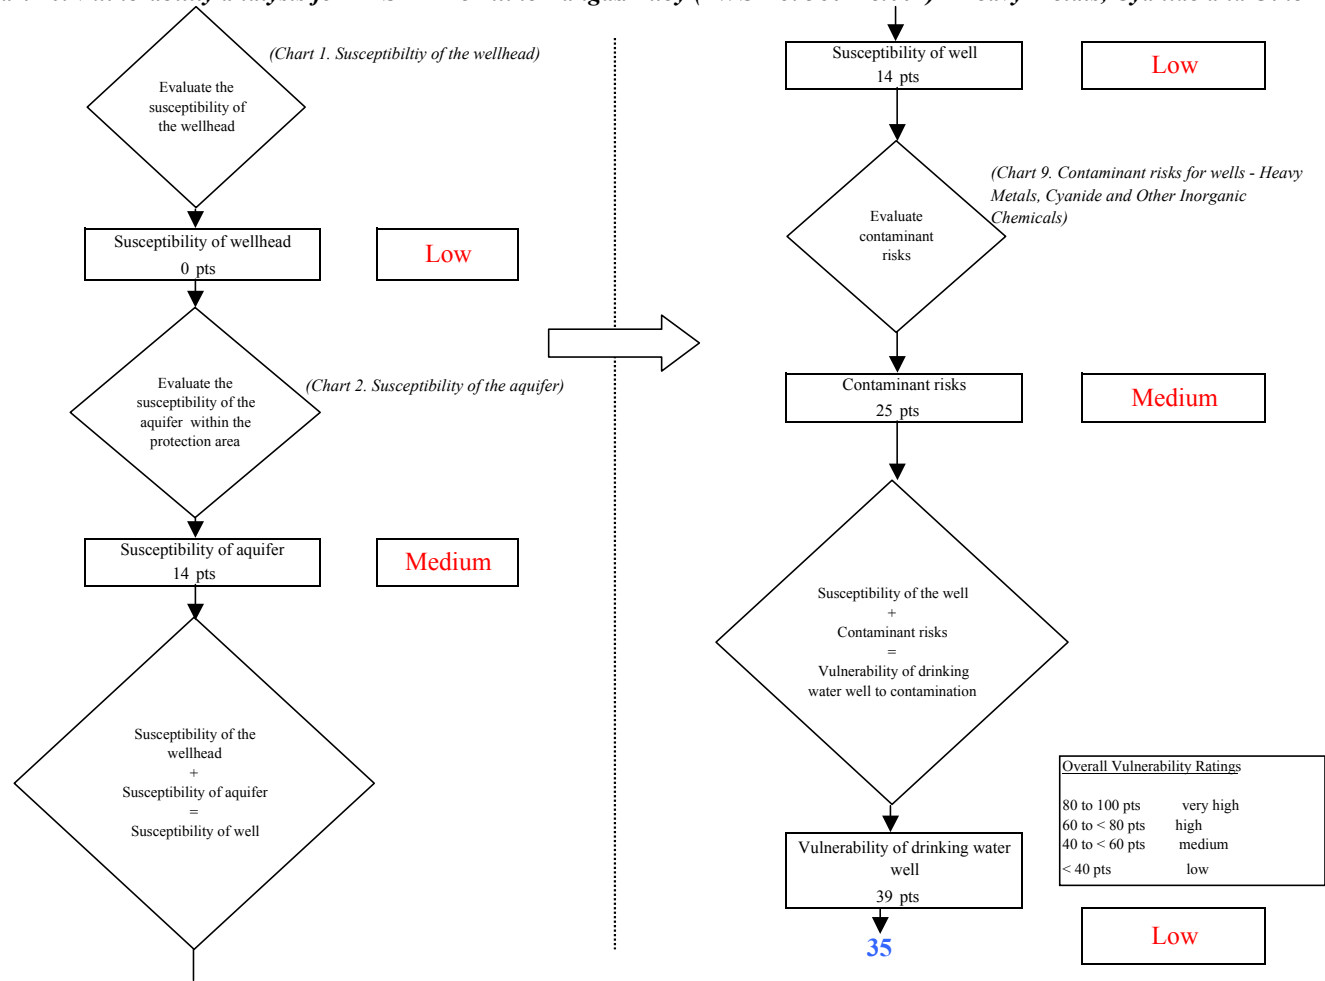 (Chart 1. Susceptibiltiy of the wellhead)
Evaluate the
susceptibility of
the wellhead
Susceptibility of wellhead
0 pts
Low
Evaluate the
susceptibility of the
aquifer within the
protection area
(Chart 2. Susceptibility of the aquifer)
Susceptibility of aquifer
14 pts
Medium
Susceptibility of the
wellhead
+
Susceptibility of aquifer
=
Susceptibility of well
Susceptibility of well
14 pts
Low
Evaluate
contaminant
risks
(Chart 9. Contaminant risks for wells - Heavy
Metals, Cyanide and Other Inorganic
Chemicals)
Contaminant risks
25 pts
Medium
Susceptibility of the well
+
Contaminant risks
=
Vulnerability of drinking
water well to contamination
Overall Vulnerability Ratings
80 to 100 pts very high
60 to < 80 pts high
40 to < 60 pts medium
< 40 pts low
Vulnerability of drinking water
well
39 pts
35
Low